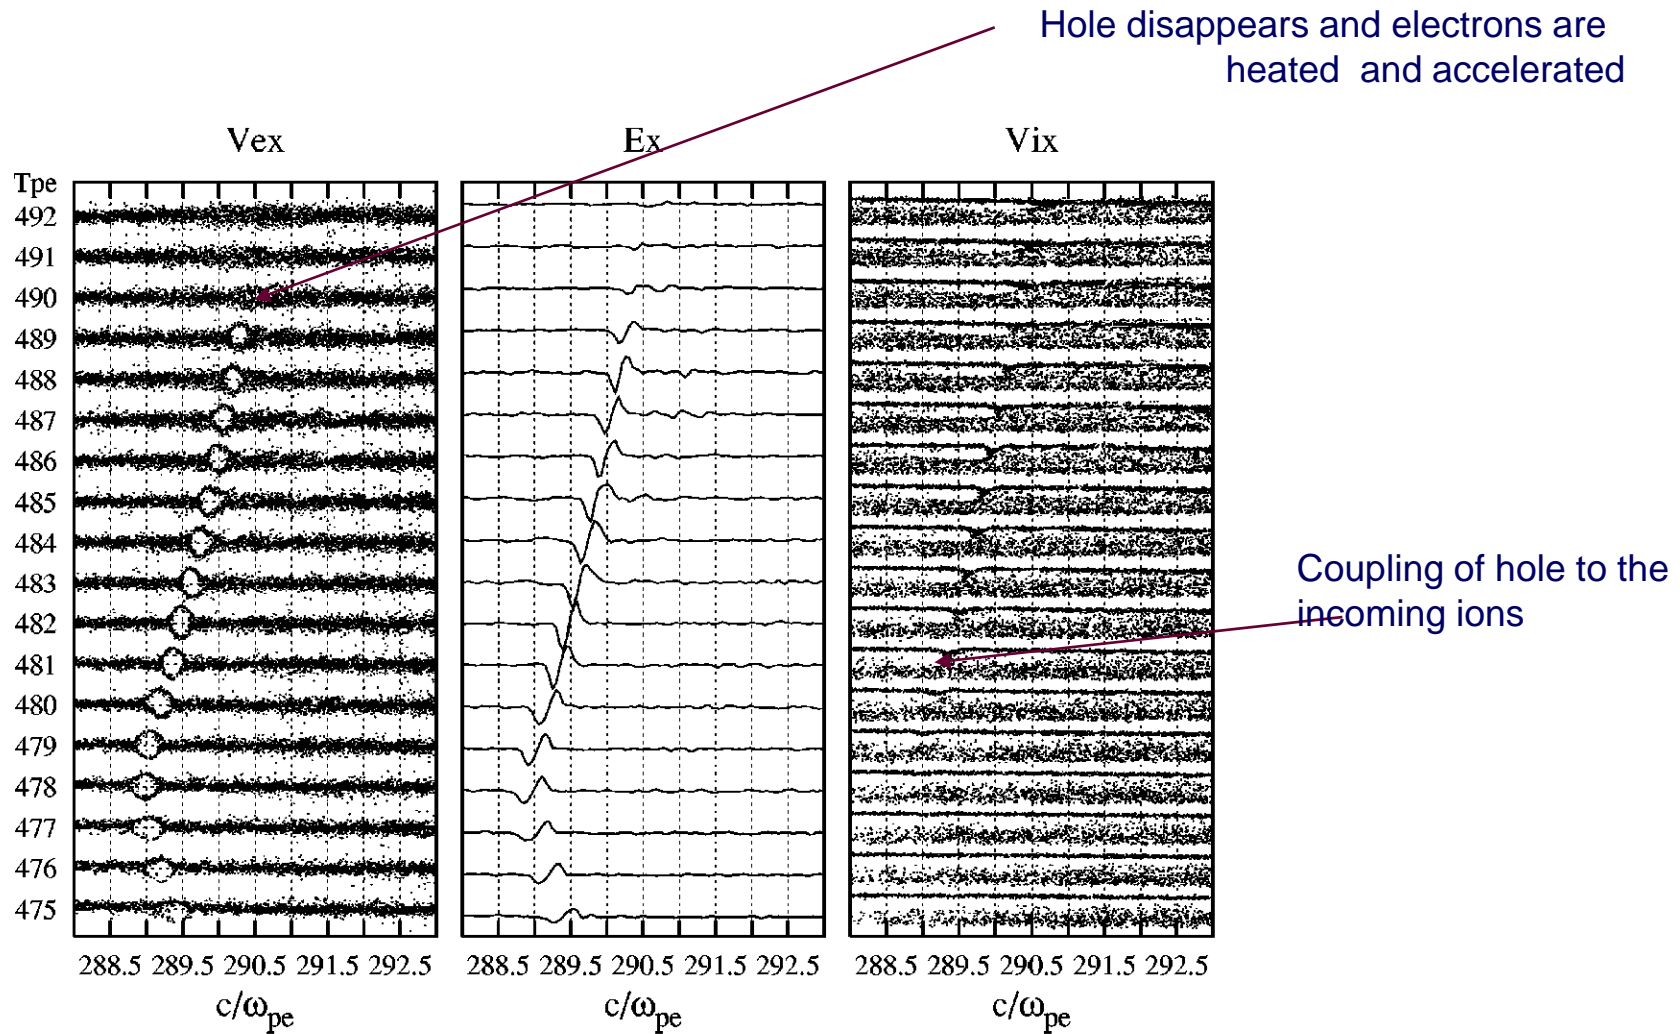 Hole disappears and electrons are
heated and accelerated
Vex
Ex
Vix
Tpe
492
491
490
489
488
487
486
485
484
483
482
481
480
479
478
477
476
475
Coupling of hole to the
incoming ions
288.5 289.5 290.5 291.5 292.5
288.5 289.5 290.5 291.5 292.5
288.5 289.5 290.5 291.5 292.5
c/ωpe
c/ωpe
c/ωpe